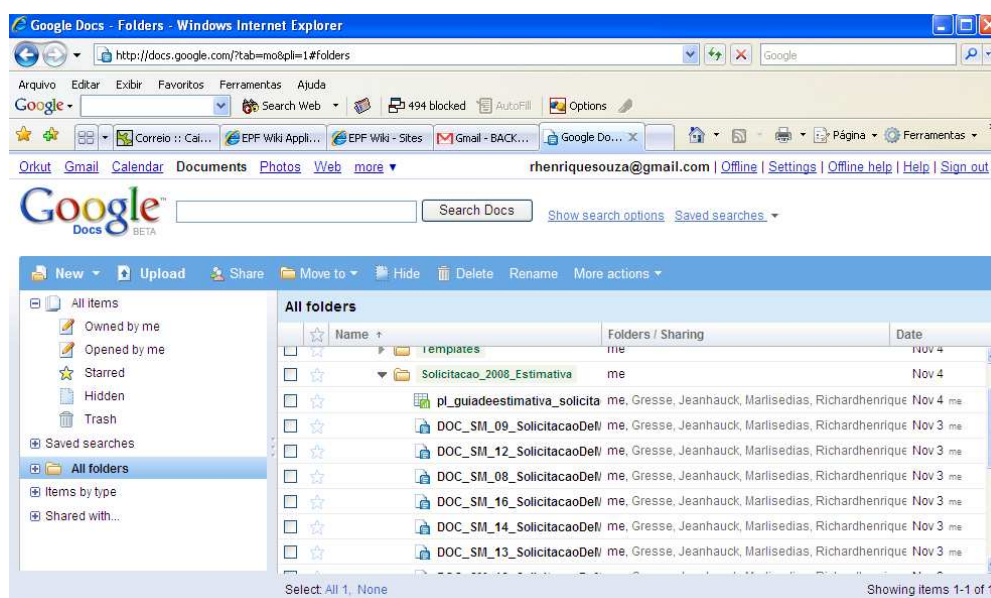 Google Docs - Folders - Windows Internet Explorer
http://docs.google.com/?tab=mo&pli=1#folders
Google
Arquivo Editar Exibir Favoritos Ferramentas Ajuda
Google Search Web 494 blocked AutoFill Options
Correio :: Cai... EPF Wiki Appli... EPF Wiki - Sites Gmail - BACK... Google Do... X Página Ferramentas
Orkut Gmail Calendar Documents Photos Web more rhenriquesouza@gmail.com | Offline | Settings | Offline help | Help | Sign out
Google Docs BETA Search Docs Show search options Saved searches
New Upload Share Move to Hide Delete Rename More actions
All items
Owned by me
Opened by me
Starred
Hidden
Trash
Saved searches
All folders
Items by type
Shared with...
All folders
Name Folders / Sharing Date
Templates me Nov 4
Solicitacao_2008_Estimativa me Nov 4
pl_guiadeestimativa_solicita me, Gresse, Jeanhauck, Marlisedias, Richardhenrique Nov 4 me
DOC_SM_09_SolicitacaoDeM me, Gresse, Jeanhauck, Marlisedias, Richardhenrique Nov 3 me
DOC_SM_12_SolicitacaoDeM me, Gresse, Jeanhauck, Marlisedias, Richardhenrique Nov 3 me
DOC_SM_08_SolicitacaoDeM me, Gresse, Jeanhauck, Marlisedias, Richardhenrique Nov 3 me
DOC_SM_16_SolicitacaoDeM me, Gresse, Jeanhauck, Marlisedias, Richardhenrique Nov 3 me
DOC_SM_14_SolicitacaoDeM me, Gresse, Jeanhauck, Marlisedias, Richardhenrique Nov 3 me
DOC_SM_13_SolicitacaoDeM me, Gresse, Jeanhauck, Marlisedias, Richardhenrique Nov 3 me
Select: All 1, None Showing items 1-1 of 1